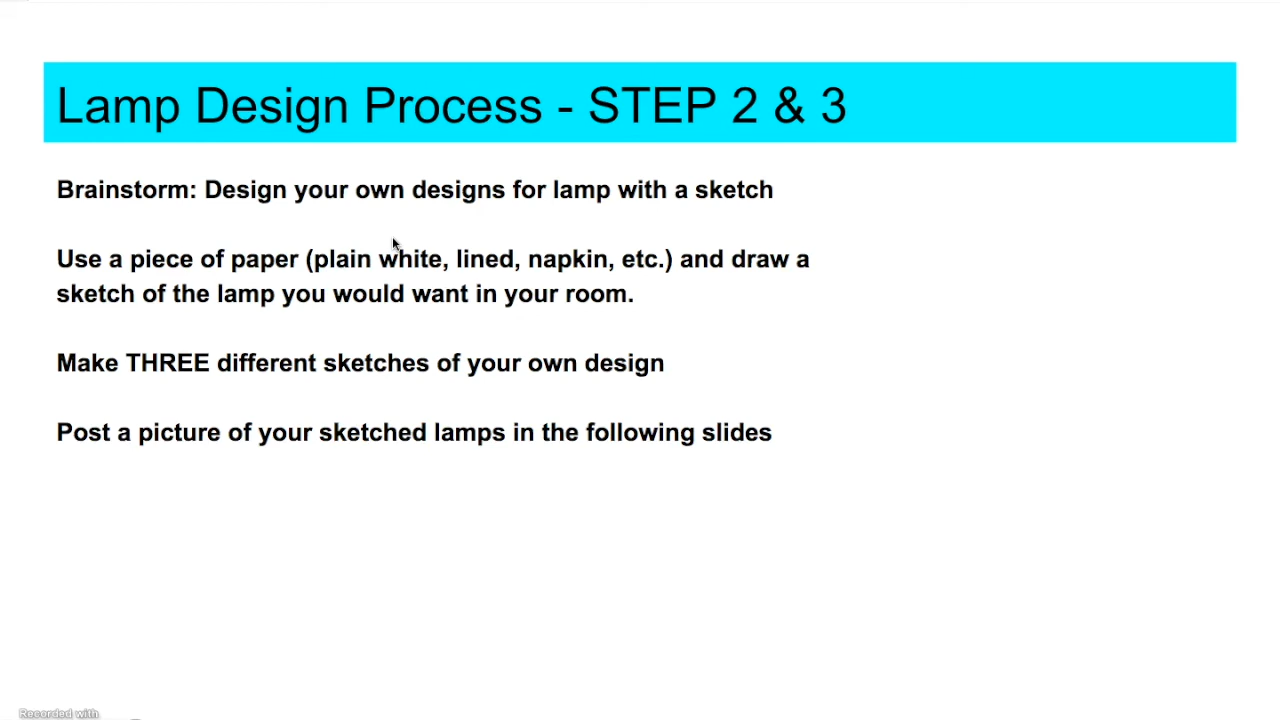 Lamp Design Process - STEP 2 & 3
Brainstorm: Design your own designs for lamp with a sketch
Use a piece of paper (plain white, lined, napkin, etc.) and draw a
sketch of the lamp you would want in your room.
Make THREE different sketches of your own design
Post a picture of your sketched lamps in the following slides
Recorded with